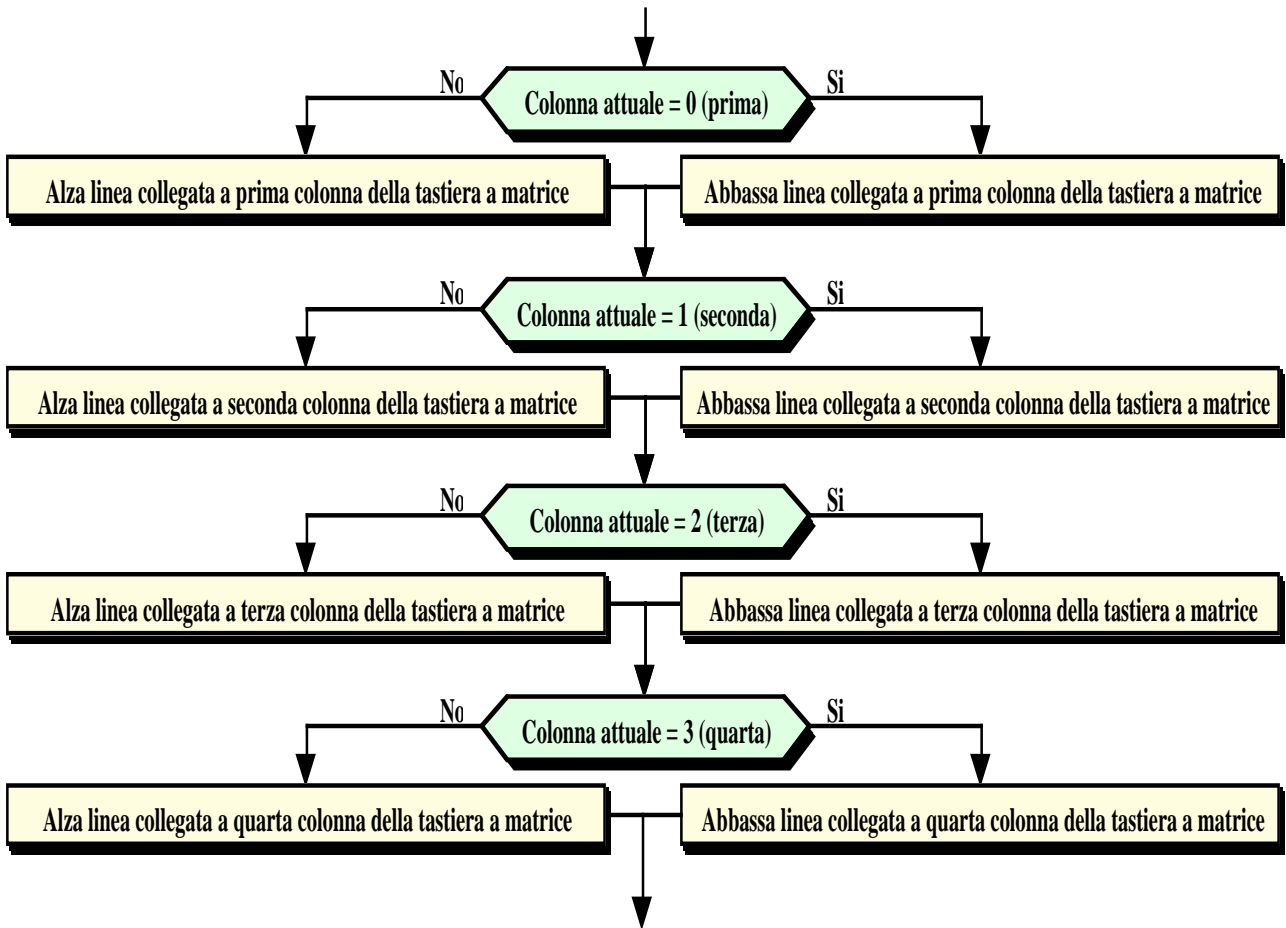 No
Colonna attuale = 0 (prima)
Si
Alza linea collegata a prima colonna della tastiera a matrice
Abbassa linea collegata a prima colonna della tastiera a matrice
No
Colonna attuale = 1 (seconda)
Si
Alza linea collegata a seconda colonna della tastiera a matrice
Abbassa linea collegata a seconda colonna della tastiera a matrice
No
Colonna attuale = 2 (terza)
Si
Alza linea collegata a terza colonna della tastiera a matrice
Abbassa linea collegata a terza colonna della tastiera a matrice
No
Colonna attuale = 3 (quarta)
Si
Alza linea collegata a quarta colonna della tastiera a matrice
Abbassa linea collegata a quarta colonna della tastiera a matrice